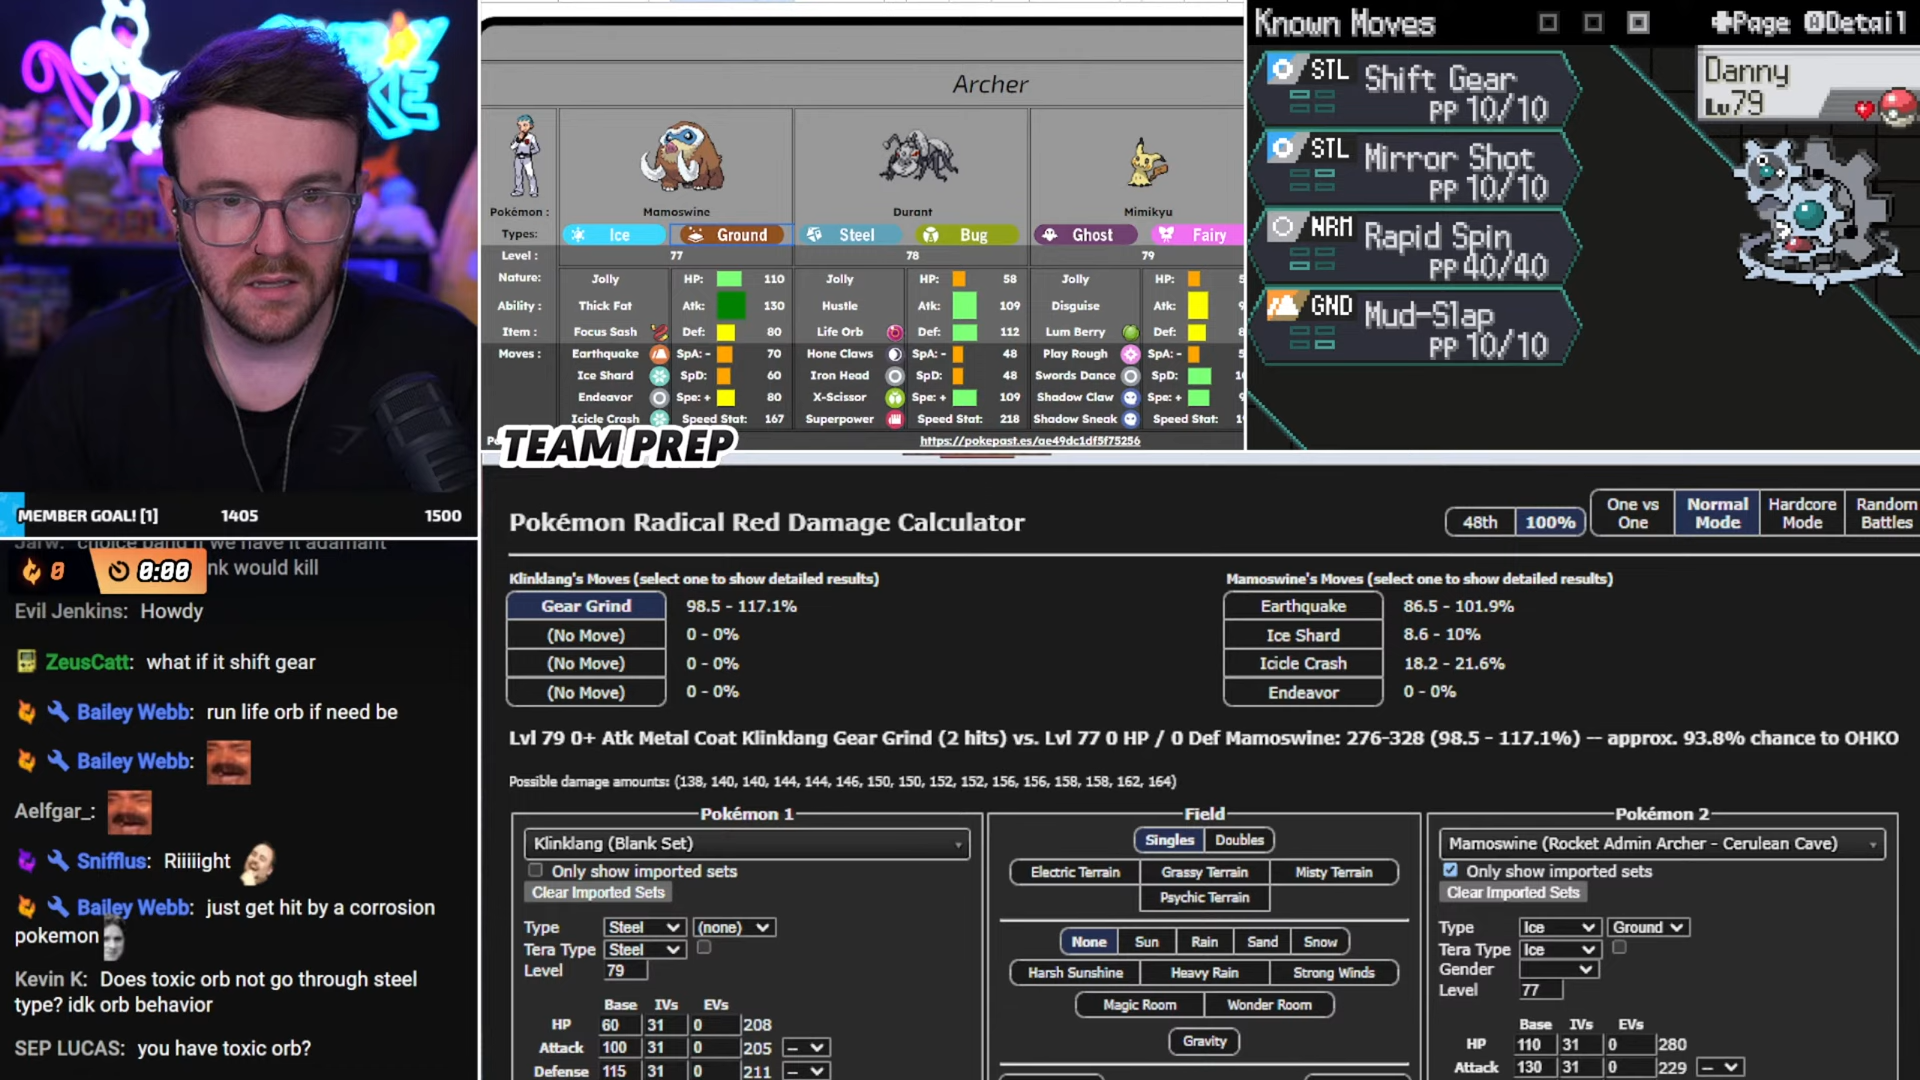 Archer
Pokémon :
Mamoswine
Durant
Mimikyu
Types:
Ice
Ground
Steel
Bug
Ghost
Fairy
Level :
77
78
79
Nature:
Jolly
HP:
110
Jolly
HP:
58
Jolly
HP:
Ability :
Thick Fat
Atk:
130
Hustle
Atk:
109
Disguise
Atk:
Item :
Focus Sash
Def:
80
Life Orb
Def:
112
Lum Berry
Def:
Moves :
Earthquake
SpA: -
70
Hone Claws
SpA: -
48
Play Rough
SpA: -
Ice Shard
SpD:
60
Iron Head
SpD:
48
Swords Dance
SpD:
Endeavor
Spe: +
80
X-Scissor
Spe: +
109
Shadow Claw
Spe: +
Icicle Crash
Speed Stat:
167
Superpower
Speed Stat:
218
Shadow Sneak
Speed Stat:
https://pokepast.es/ae49dc1df5f75256
TEAM PREP
Known Moves
Page
Detail
STL
Shift Gear
PP 10/10
STL
Mirror Shot
PP 10/10
NRM
Rapid Spin
PP 40/40
GND
Mud-Slap
PP 10/10
Danny
Lv79
MEMBER GOAL! [1]
1405
1500
0
0:00
nk would kill
Evil Jenkins: Howdy
ZeusCatt: what if it shift gear
Bailey Webb: run life orb if need be
Bailey Webb:
Aelfgar_:
Snifflus: Riiiiight
Bailey Webb: just get hit by a corrosion
pokemon
Kevin K: Does toxic orb not go through steel
type? idk orb behavior
SEP LUCAS: you have toxic orb?
Pokémon Radical Red Damage Calculator
48th
100%
One vs
One
Normal
Mode
Hardcore
Mode
Random
Battles
Klinklang's Moves (select one to show detailed results)
Gear Grind
98.5 - 117.1%
(No Move)
0 - 0%
(No Move)
0 - 0%
(No Move)
0 - 0%
Mamoswine's Moves (select one to show detailed results)
Earthquake
86.5 - 101.9%
Ice Shard
8.6 - 10%
Icicle Crash
18.2 - 21.6%
Endeavor
0 - 0%
Lvl 79 0+ Atk Metal Coat Klinklang Gear Grind (2 hits) vs. Lvl 77 0 HP / 0 Def Mamoswine: 276-328 (98.5 - 117.1%) -- approx. 93.8% chance to OHKO
Possible damage amounts: (138, 140, 140, 144, 144, 146, 150, 150, 152, 152, 156, 156, 158, 158, 162, 164)
Pokémon 1
Klinklang (Blank Set)
Only show imported sets
Clear Imported Sets
Type
Steel
(none)
Tera Type
Steel
Level
79
Base
IVs
EVs
HP
60
31
0
208
Attack
100
31
0
205
--
Defense
115
31
0
211
--
Field
Singles
Doubles
Electric Terrain
Grassy Terrain
Misty Terrain
Psychic Terrain
None
Sun
Rain
Sand
Snow
Harsh Sunshine
Heavy Rain
Strong Winds
Magic Room
Wonder Room
Gravity
Pokémon 2
Mamoswine (Rocket Admin Archer - Cerulean Cave)
Only show imported sets
Clear Imported Sets
Type
Ice
Ground
Tera Type
Ice
Gender
Level
77
Base
IVs
EVs
HP
110
31
0
280
Attack
130
31
0
229
--